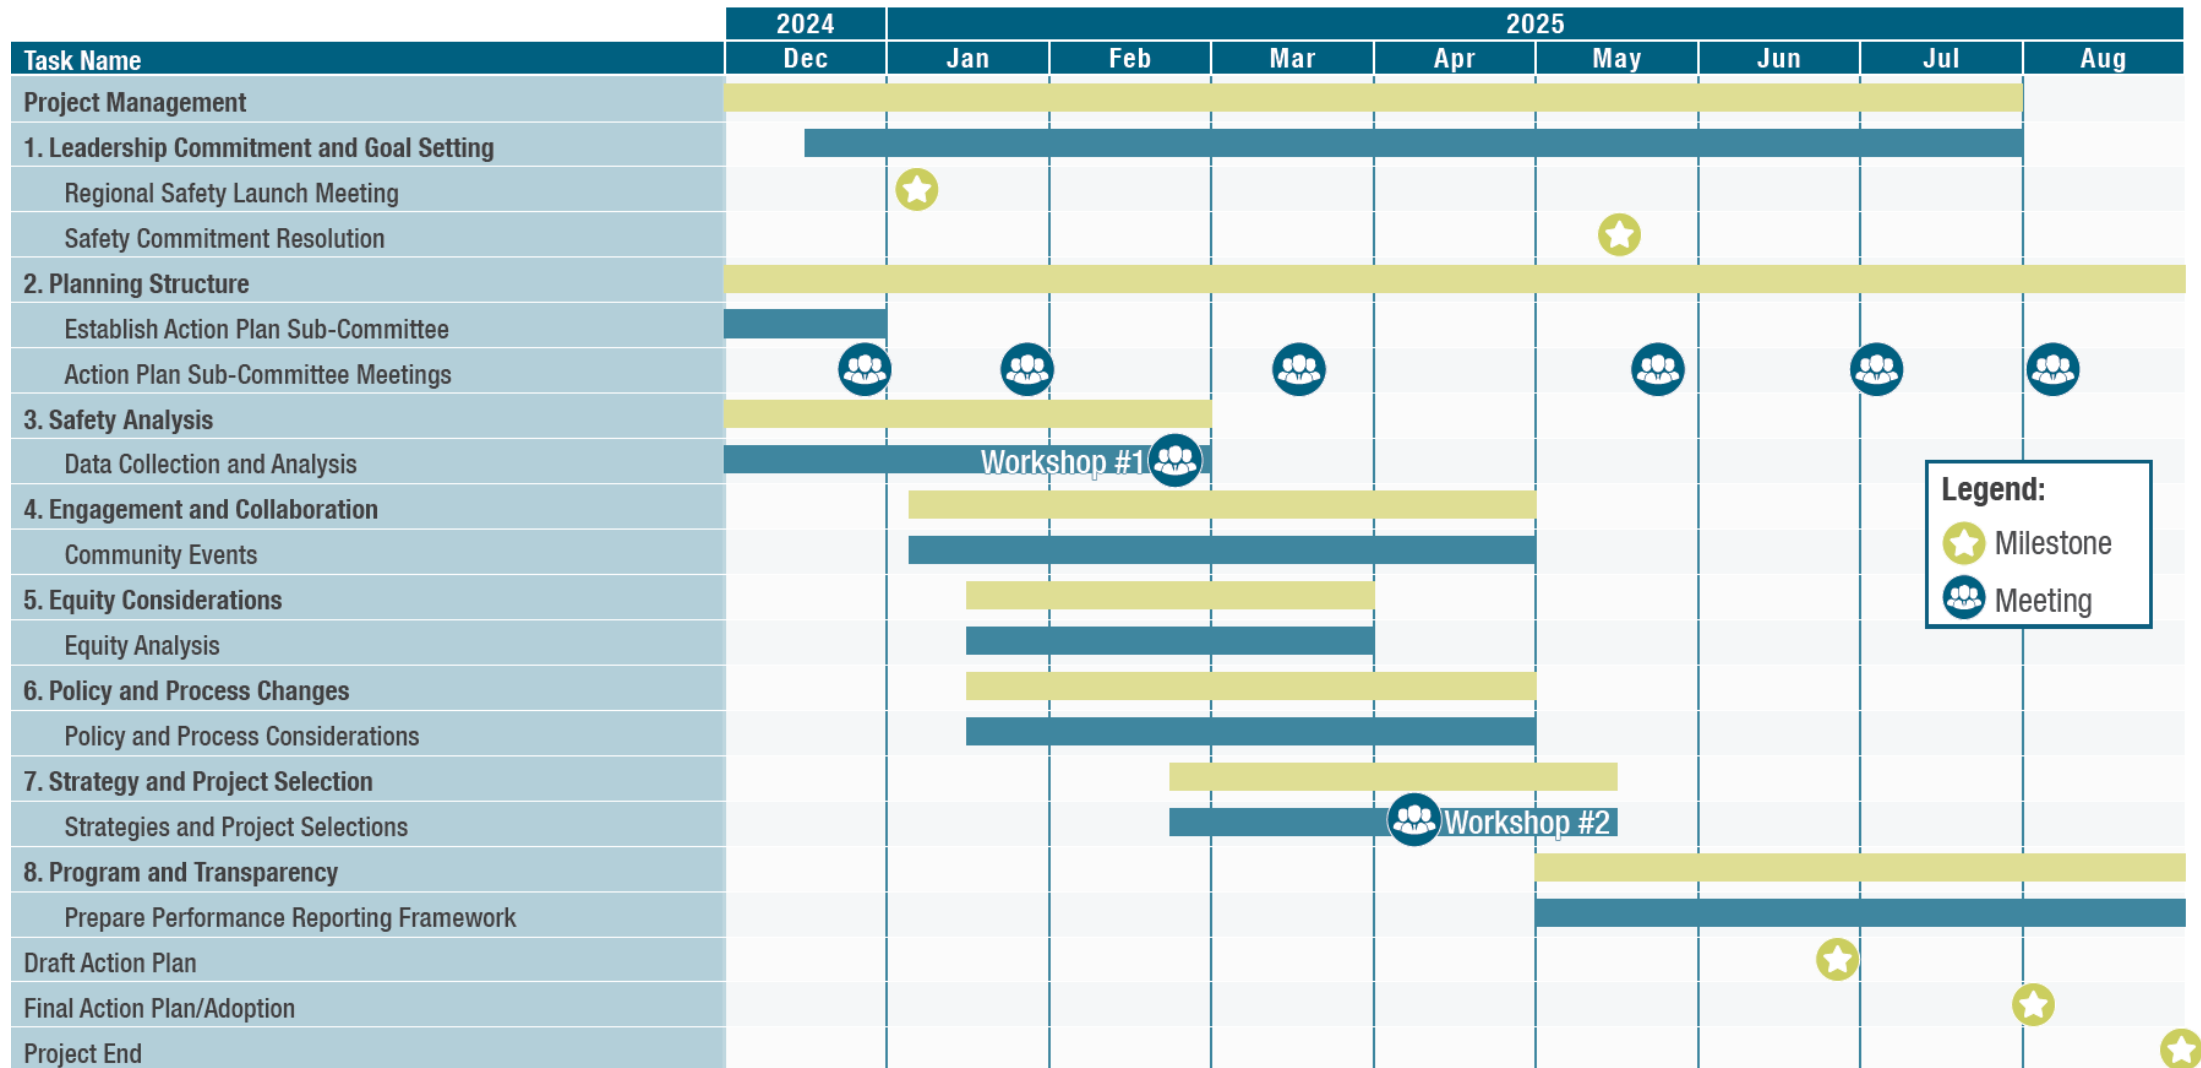 2024 2025
Task Name Dec Jan Feb Mar Apr May Jun Jul Aug
Project Management
1. Leadership Commitment and Goal Setting
Regional Safety Launch Meeting
Safety Commitment Resolution
2. Planning Structure
Establish Action Plan Sub-Committee
Action Plan Sub-Committee Meetings
3. Safety Analysis
Data Collection and Analysis Workshop #1
4. Engagement and Collaboration
Community Events
5. Equity Considerations
Equity Analysis
6. Policy and Process Changes
Policy and Process Considerations
7. Strategy and Project Selection
Strategies and Project Selections Workshop #2
8. Program and Transparency
Prepare Performance Reporting Framework
Draft Action Plan
Final Action Plan/Adoption
Project End
Legend:
Milestone
Meeting